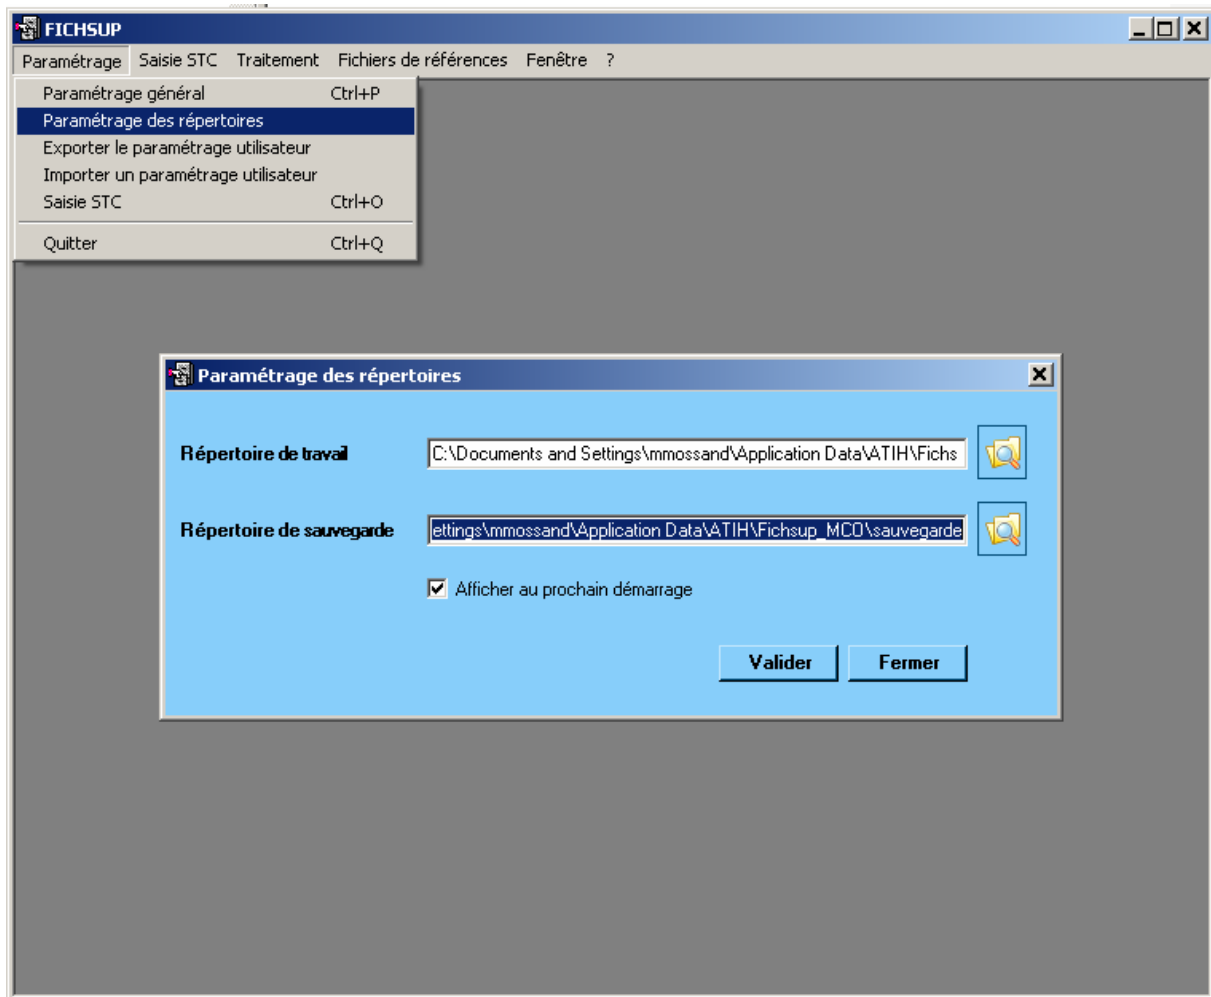 FICHSUP
Paramétrage Saisie STC Traitement Fichiers de références Fenêtre ?
Paramétrage général Ctrl+P
Paramétrage des répertoires
Exporter le paramétrage utilisateur
Importer un paramétrage utilisateur
Saisie STC Ctrl+O
Quitter Ctrl+Q
Paramétrage des répertoires
Répertoire de travail C:\Documents and Settings\mmossand\Application Data\ATIH\Fichs
Répertoire de sauvegarde ettings\mmossand\Application Data\ATIH\Fichsup_MCO\sauvegarde
Afficher au prochain démarrage
Valider Fermer